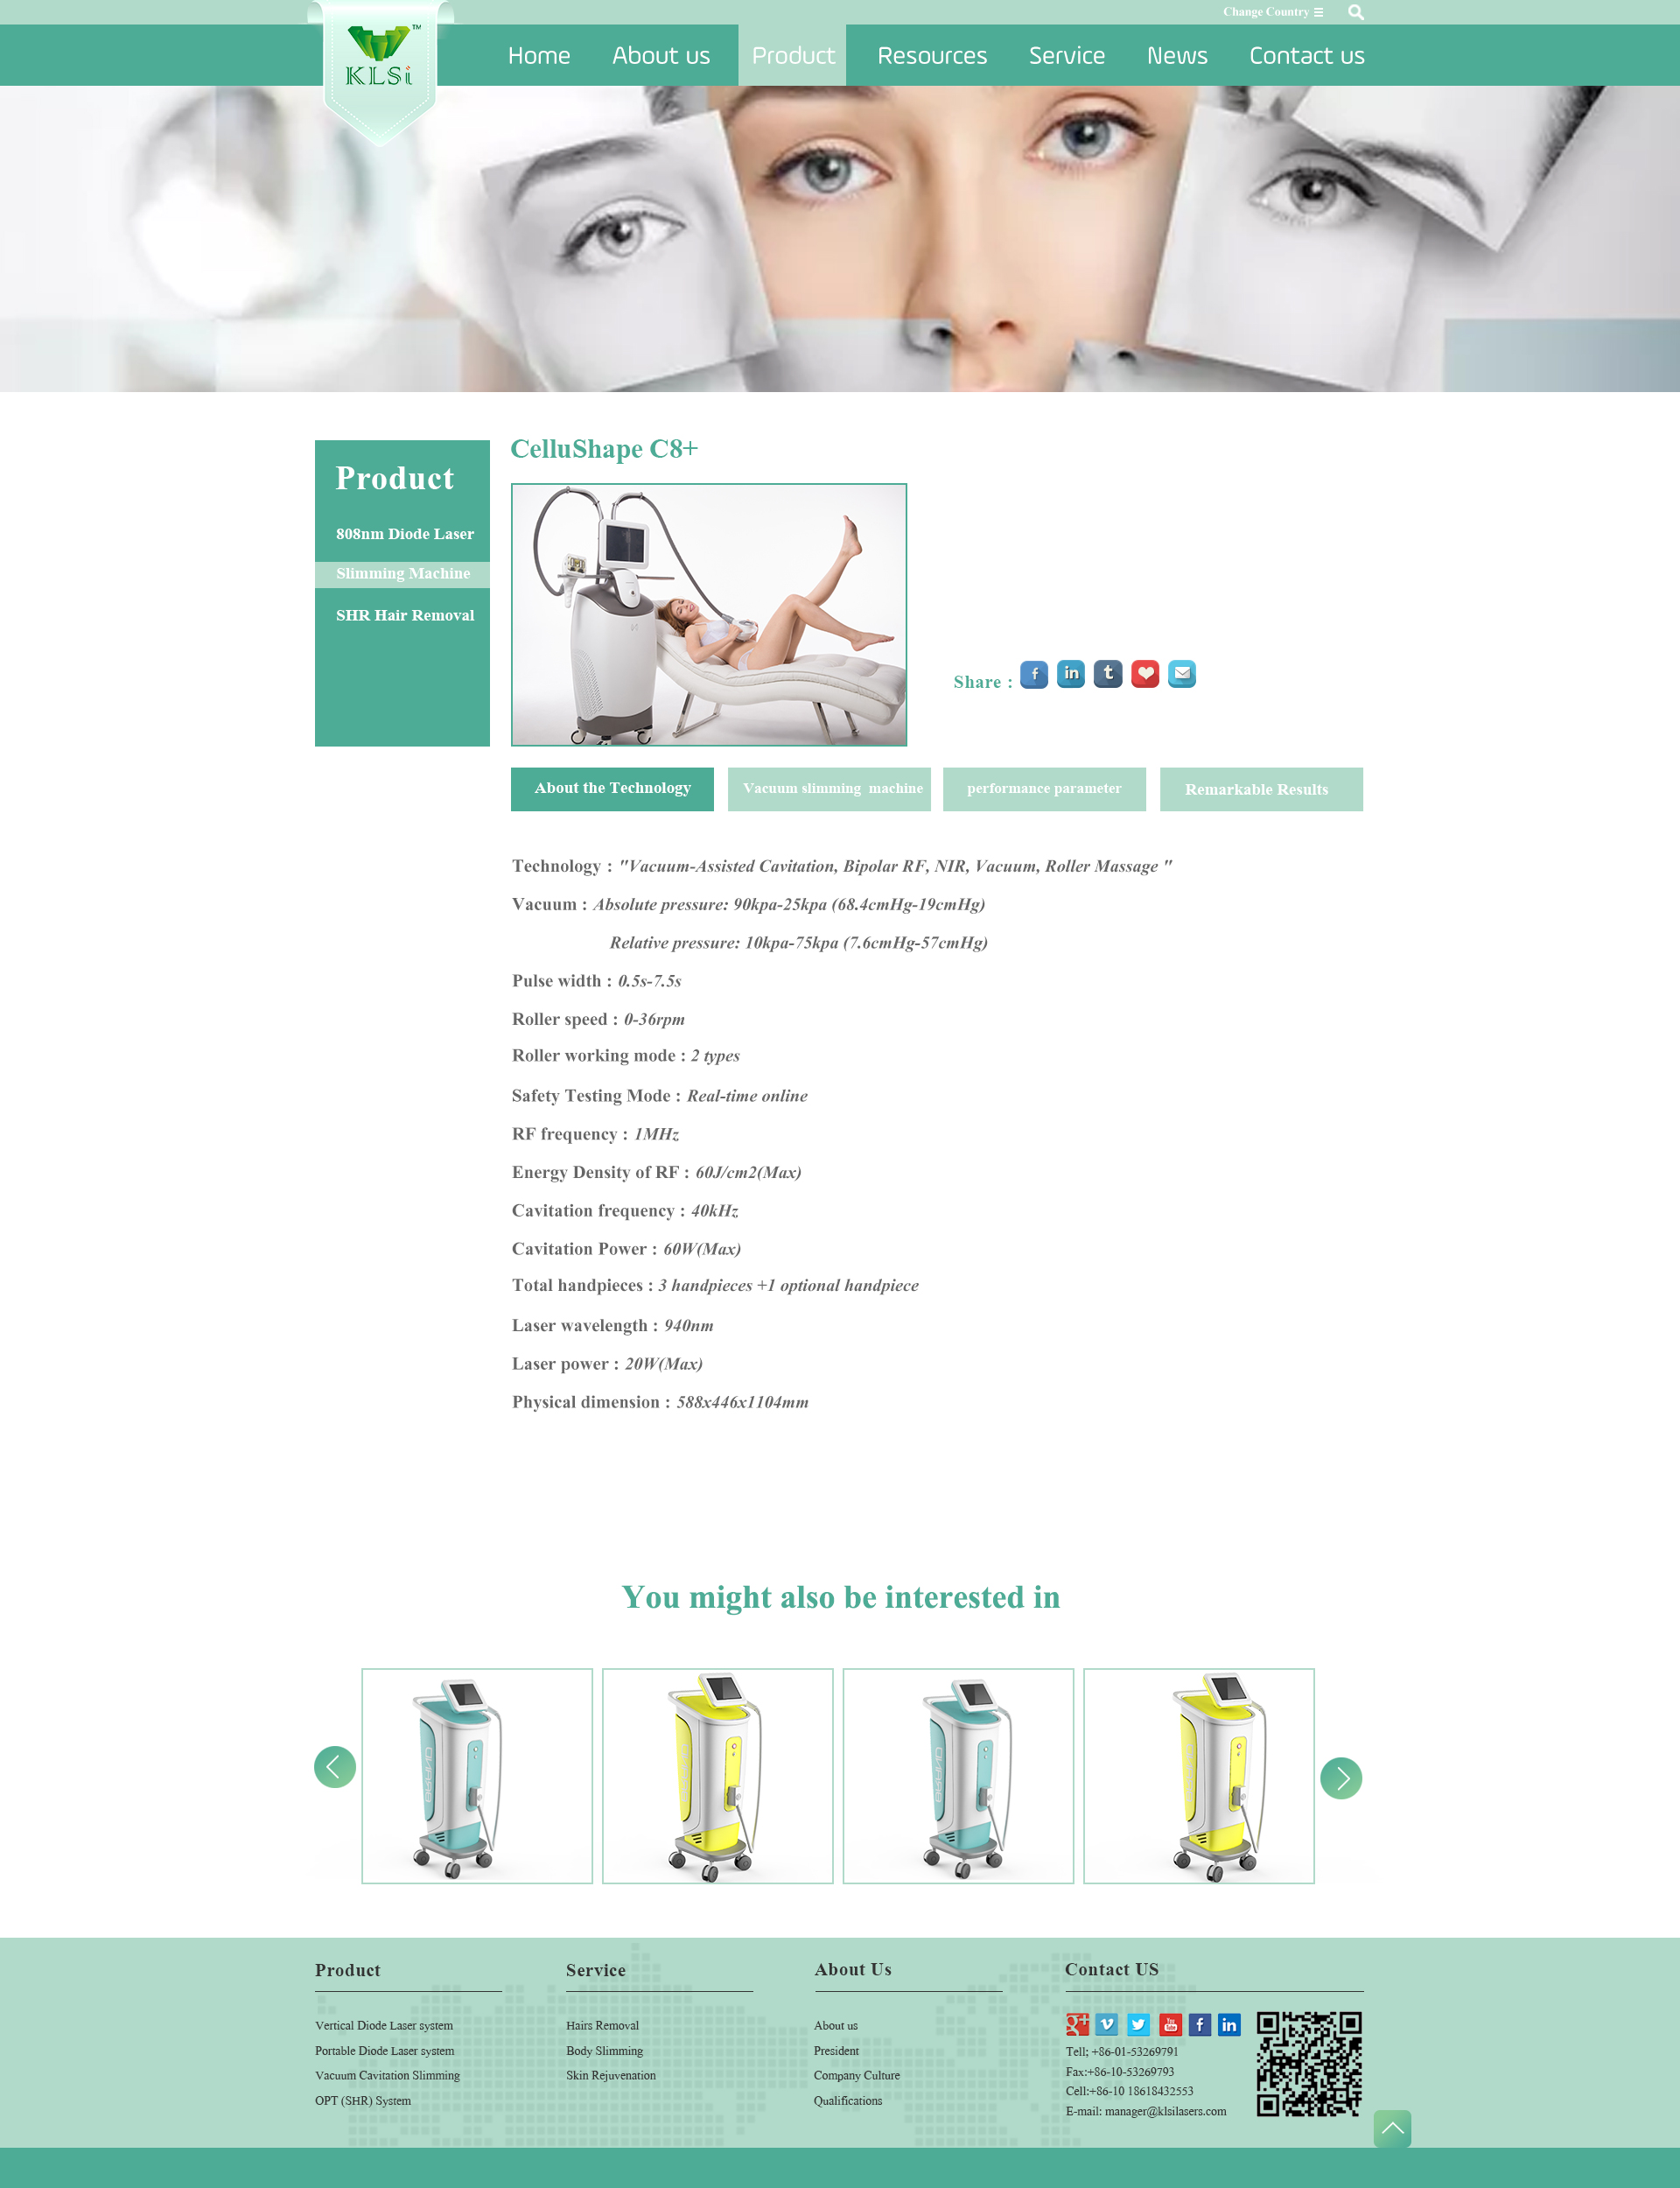 Change Country
KLSi™
Home About us Product Resources Service News Contact us
Product
808nm Diode Laser
Slimming Machine
SHR Hair Removal
CelluShape C8+
Share :
About the Technology
Vacuum slimming machine
performance parameter
Remarkable Results
Technology : "Vacuum-Assisted Cavitation, Bipolar RF, NIR, Vacuum, Roller Massage "
Vacuum : Absolute pressure: 90kpa-25kpa (68.4cmHg-19cmHg)
Relative pressure: 10kpa-75kpa (7.6cmHg-57cmHg)
Pulse width : 0.5s-7.5s
Roller speed : 0-36rpm
Roller working mode : 2 types
Safety Testing Mode : Real-time online
RF frequency : 1MHz
Energy Density of RF : 60J/cm2(Max)
Cavitation frequency : 40kHz
Cavitation Power : 60W(Max)
Total handpieces : 3 handpieces +1 optional handpiece
Laser wavelength : 940nm
Laser power : 20W(Max)
Physical dimension : 588x446x1104mm
You might also be interested in
Product
Vertical Diode Laser system
Portable Diode Laser system
Vacuum Cavitation Slimming
OPT (SHR) System
Service
Hairs Removal
Body Slimming
Skin Rejuvenation
About Us
About us
President
Company Culture
Qualifications
Contact US
Tell; +86-01-53269791
Fax:+86-10-53269793
Cell:+86-10 18618432553
E-mail: manager@klsilasers.com